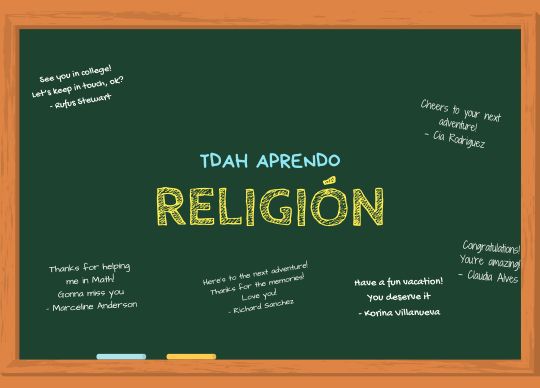 See you in college!
Let's keep in touch, ok?
- Rufus Stewart
Cheers to your next
adventure!
- Cia Rodriguez
TDAH APRENDO
RELIGIÓN
Thanks for helping
me in Math!
Gonna miss you
- Marceline Anderson
Here's to the next adventure!
Thanks for the memories!
Love you!
- Richard Sanchez
Have a fun vacation!
You deserve it
- Korina Villanueva
Congratulations!
You're amazing!
- Claudia Alves